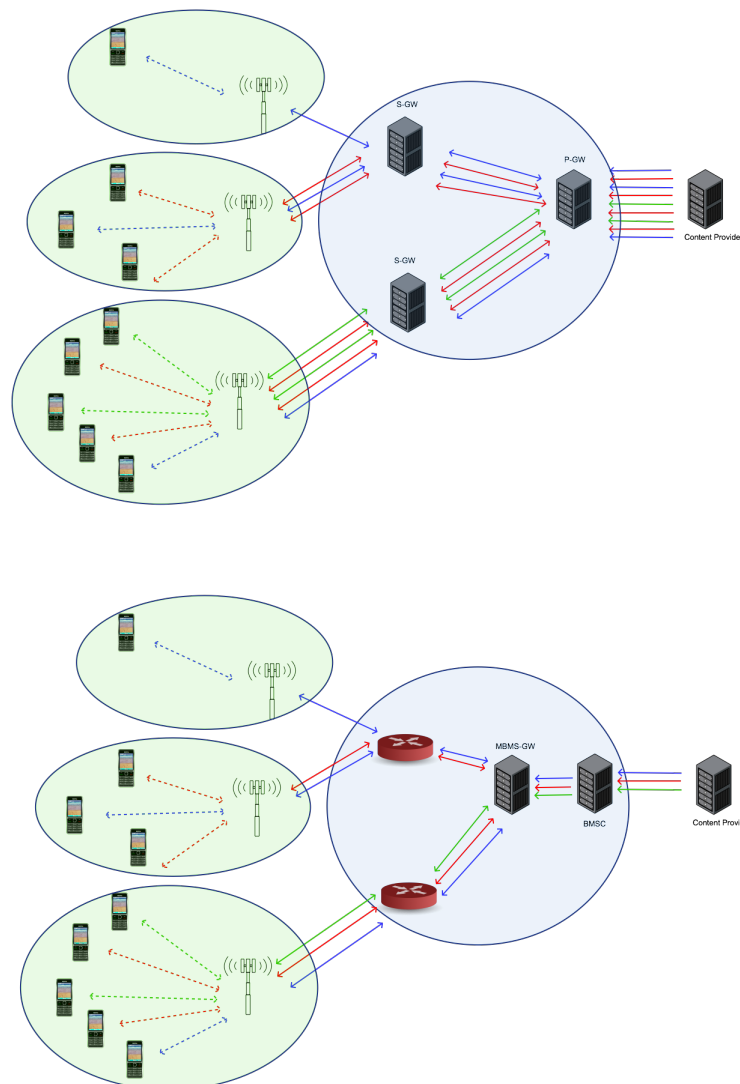 S-GW
P-GW
Content Provide
S-GW
MBMS-GW
BMSC
Content Provi